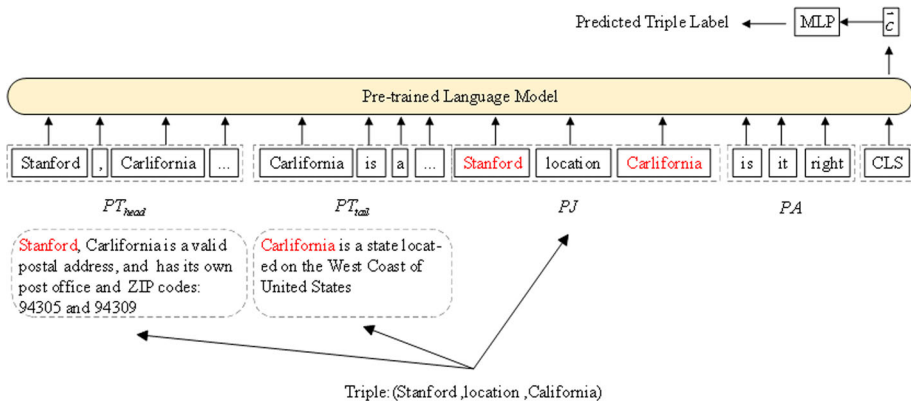 Predicted Triple Label
MLP
c
Pre-trained Language Model
Stanford , Carlifornia ... Carlifornia is a ... Stanford location Carlifornia is it right CLS
PT_head PT_tail PJ PA
Stanford, Carlifornia is a valid
postal address, and has its own
post office and ZIP codes:
94305 and 94309
Carlifornia is a state locat-
ed on the West Coast of
United States
Triple: (Stanford ,location ,California)